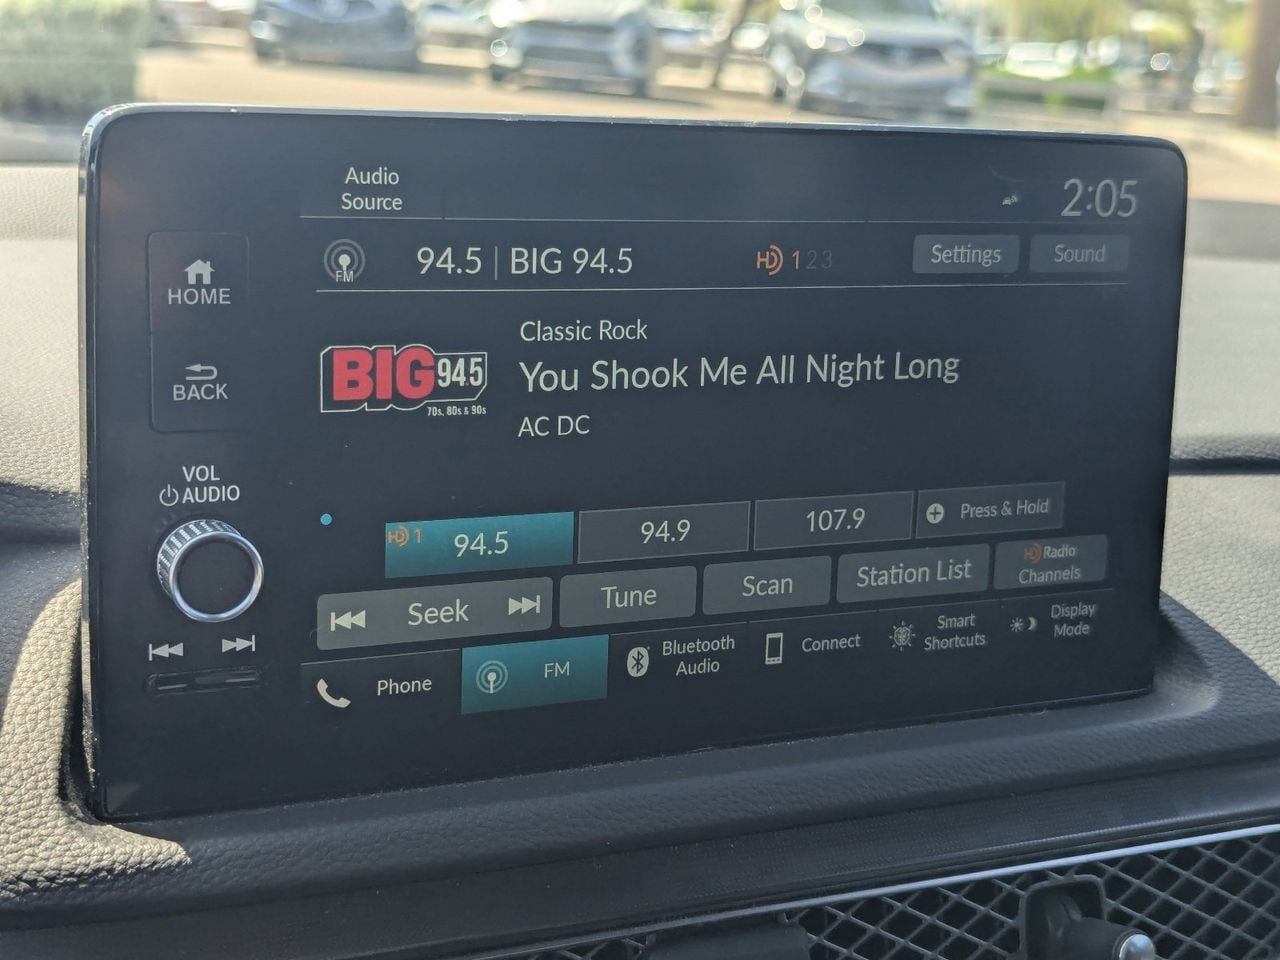 Audio
Source
2:05
FM
94.5 | BIG 94.5
HD 1 2 3
Settings
Sound
HOME
BACK
BIG 94.5
70s, 80s & 90s
Classic Rock
You Shook Me All Night Long
AC DC
VOL
AUDIO
HD 1 94.5
94.9
107.9
Press & Hold
Seek
Tune
Scan
Station List
HD Radio
Channels
Phone
FM
Bluetooth
Audio
Connect
Smart
Shortcuts
Display
Mode